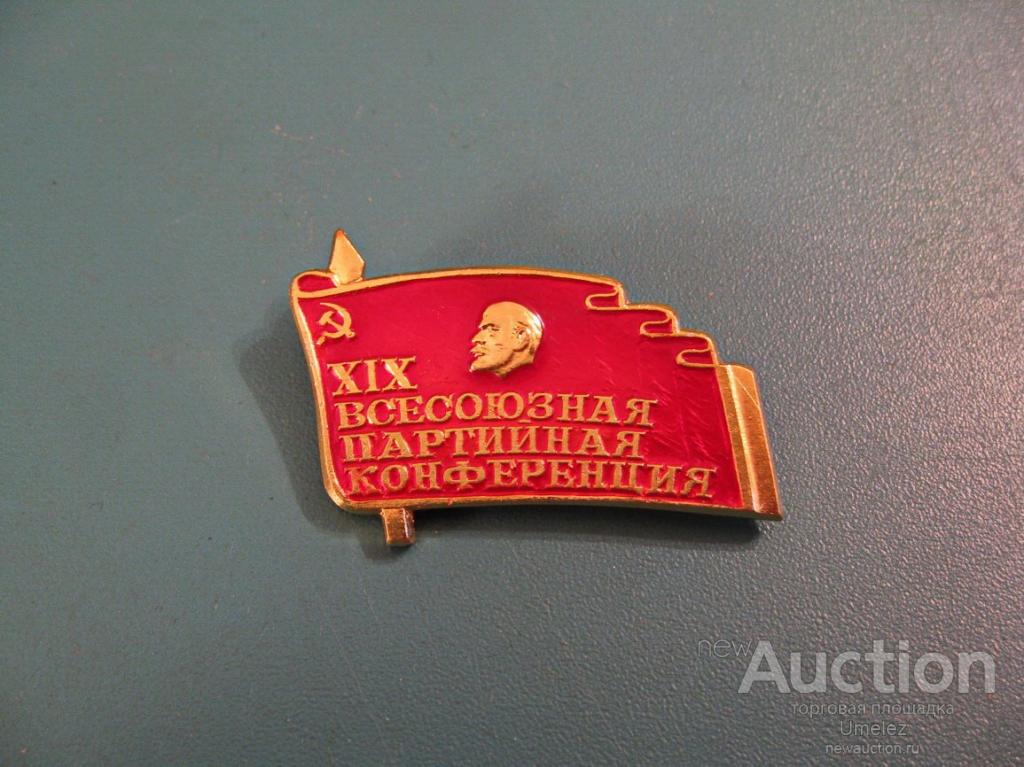 XIX
ВСЕСОЮЗНАЯ
ПАРТИЙНАЯ
КОНФЕРЕНЦИЯ
newAuction
торговая площадка
Umelez
newauction.ru